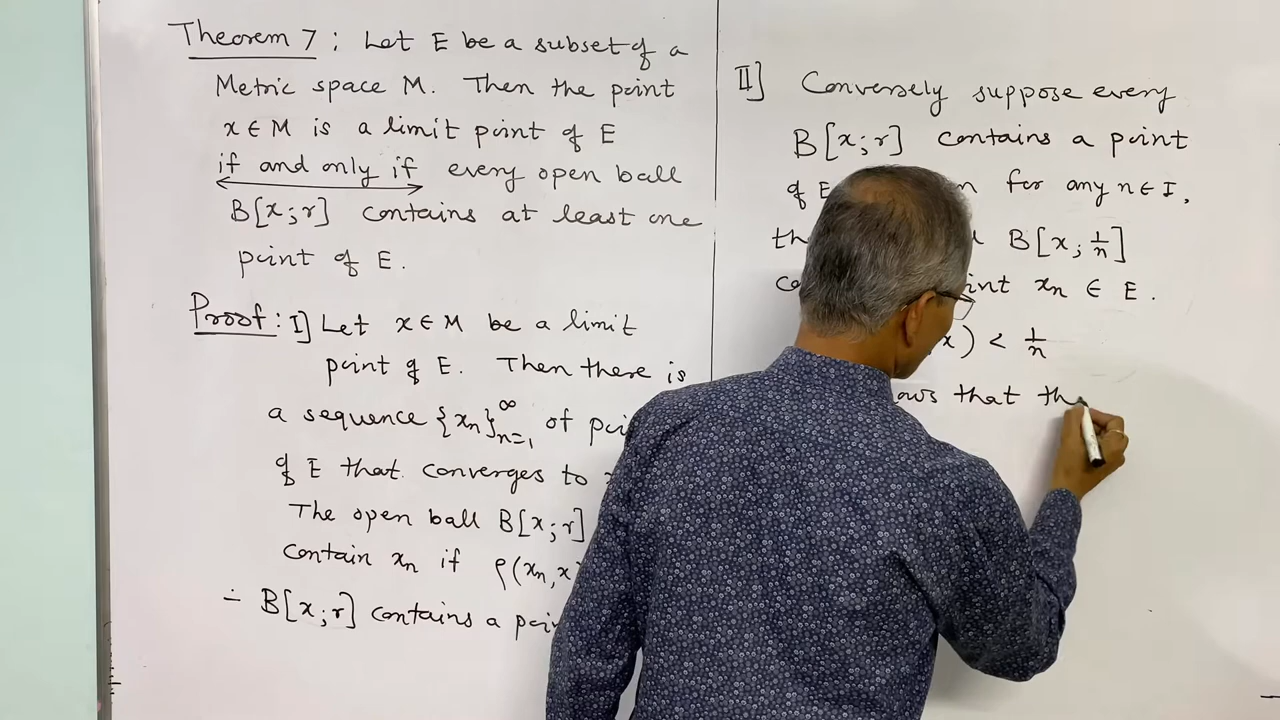 Theorem 7 : Let E be a subset of a
Metric space M. Then the point
x ∈ M is a limit point of E
if and only if every open ball
B[x;r] contains at least one
point of E.
Proof : I] Let x ∈ M be a limit
point of E. Then there is
a sequence {xₙ}ₙ₌₁^∞ of
of E that converges to
The open ball B[x;r]
contain xₙ if ρ(xₙ, x
∴ B[x;r] contains a
II] Conversely suppose every
B[x;r] contains a point
of E for any n ∈ I,
B[x; 1/n]
xₙ ∈ E.
x) < 1/n
that the